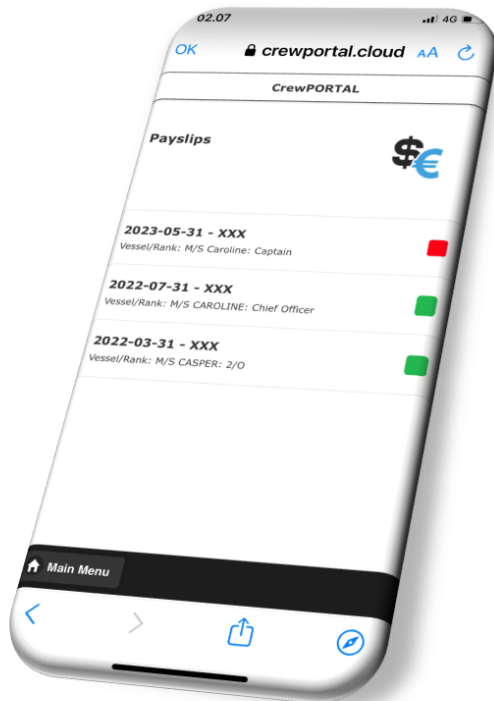 02.07
4G
OK
crewportal.cloud
AA
CrewPORTAL
Payslips
$€
2023-05-31 - XXX
Vessel/Rank: M/S Caroline: Captain
2022-07-31 - XXX
Vessel/Rank: M/S CAROLINE: Chief Officer
2022-03-31 - XXX
Vessel/Rank: M/S CASPER: 2/O
Main Menu